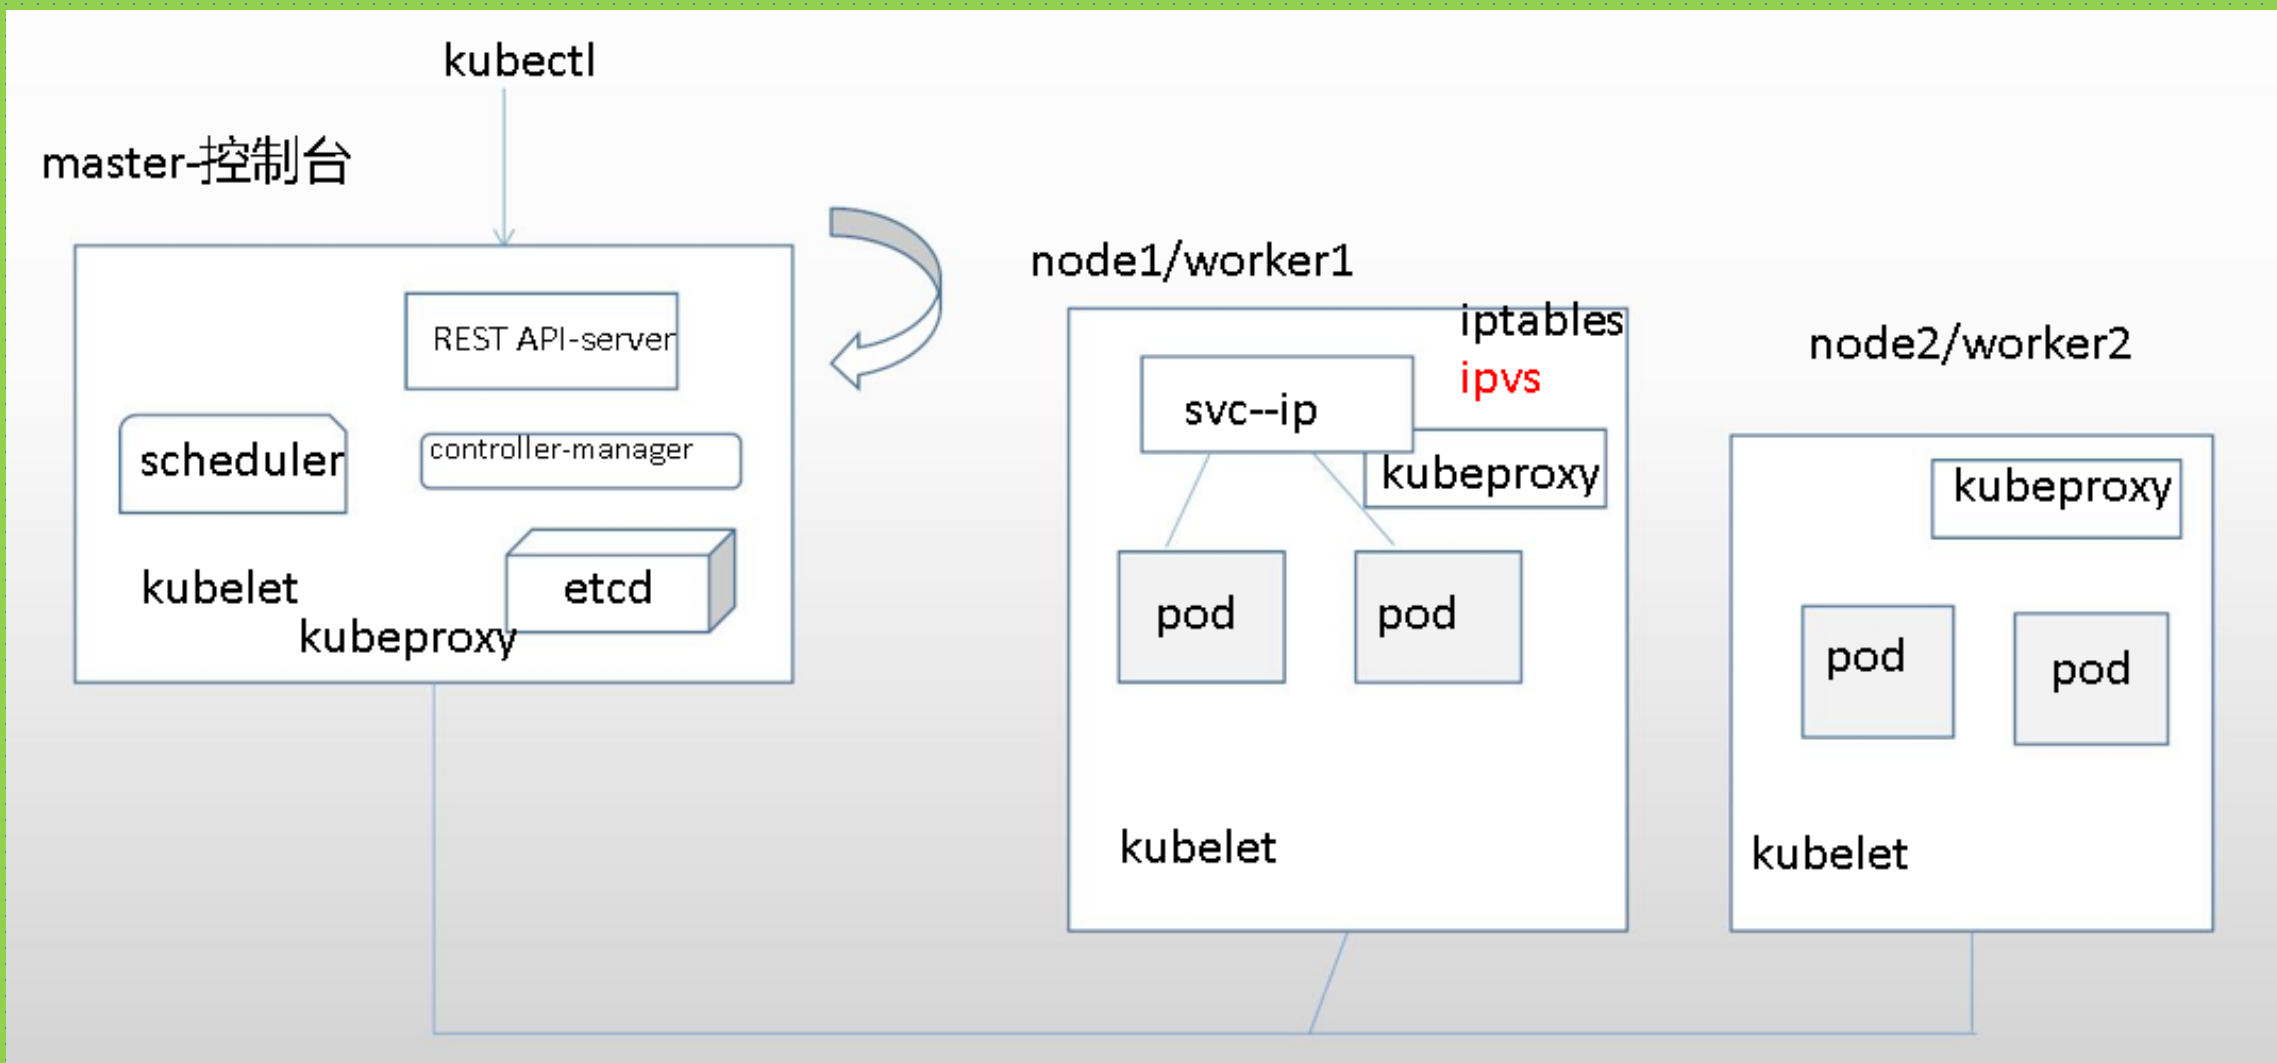 kubectl
master-控制台
REST API-server
scheduler
controller-manager
kubelet
etcd
kubeproxy
node1/worker1
iptables
ipvs
svc--ip
kubeproxy
pod
pod
kubelet
node2/worker2
kubeproxy
pod
pod
kubelet